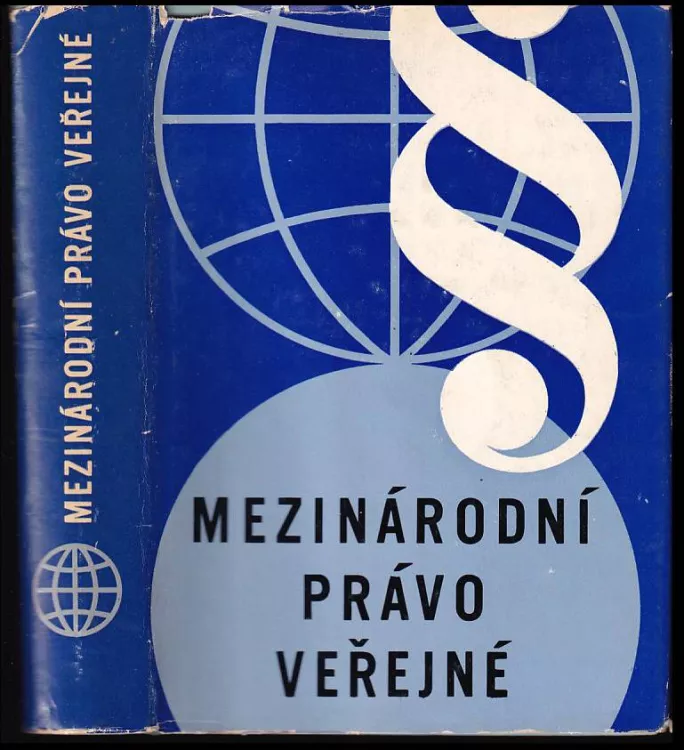 MEZINÁRODNÍ PRÁVO VEŘEJNÉ
§
MEZINÁRODNÍ
PRÁVO
VEŘEJNÉ